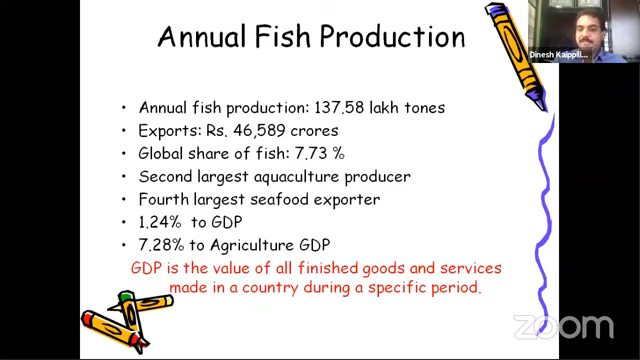 Annual Fish Production
Dinesh Kaippill...
• Annual fish production: 137.58 lakh tones
• Exports: Rs. 46,589 crores
• Global share of fish: 7.73 %
• Second largest aquaculture producer
• Fourth largest seafood exporter
• 1.24% to GDP
• 7.28% to Agriculture GDP
GDP is the value of all finished goods and services
made in a country during a specific period.
zoom